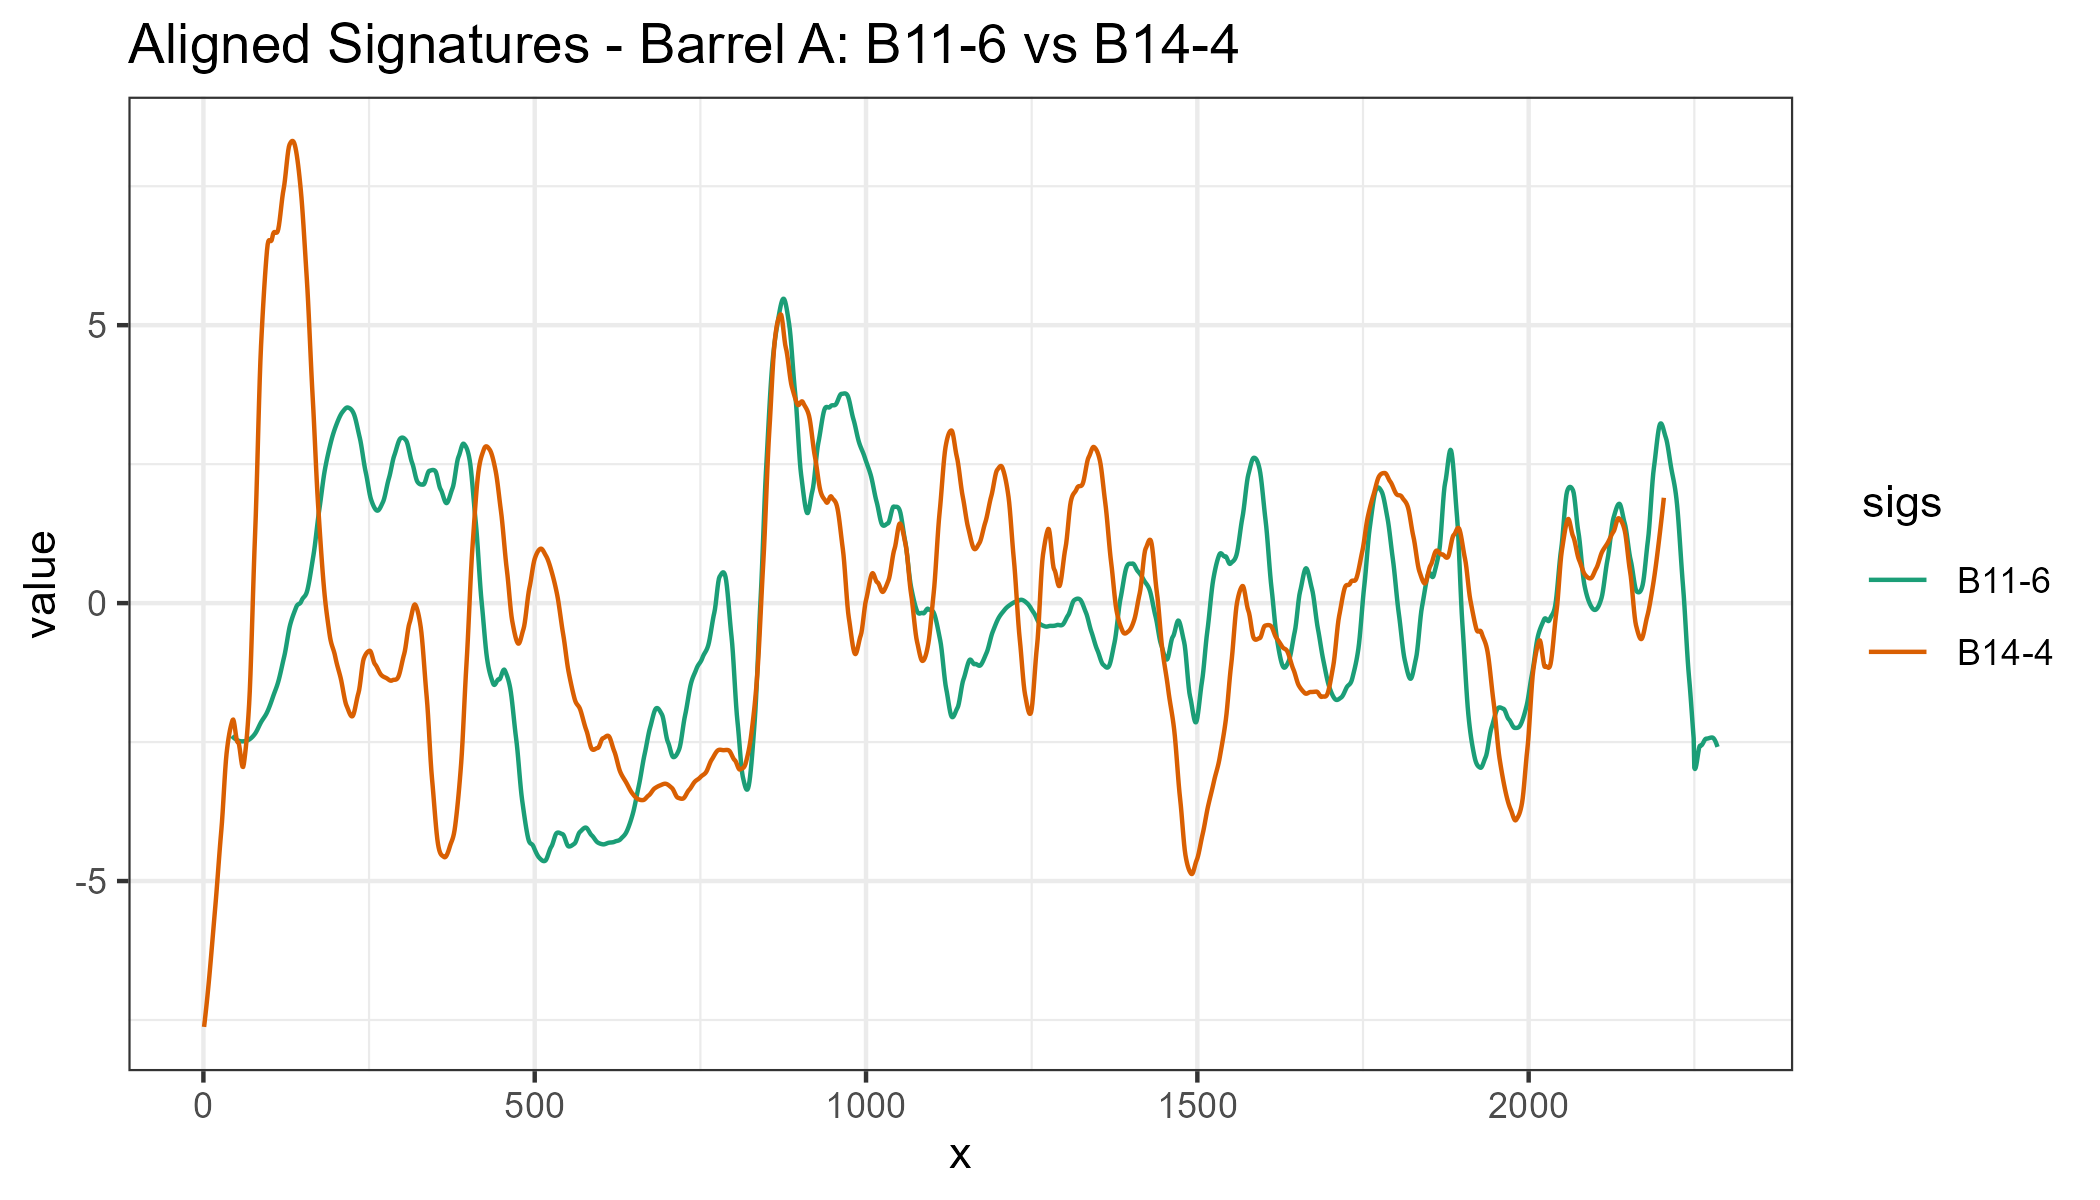 Aligned Signatures - Barrel A: B11-6 vs B14-4
value
5
0
-5
0 500 1000 1500 2000
x
sigs
B11-6
B14-4